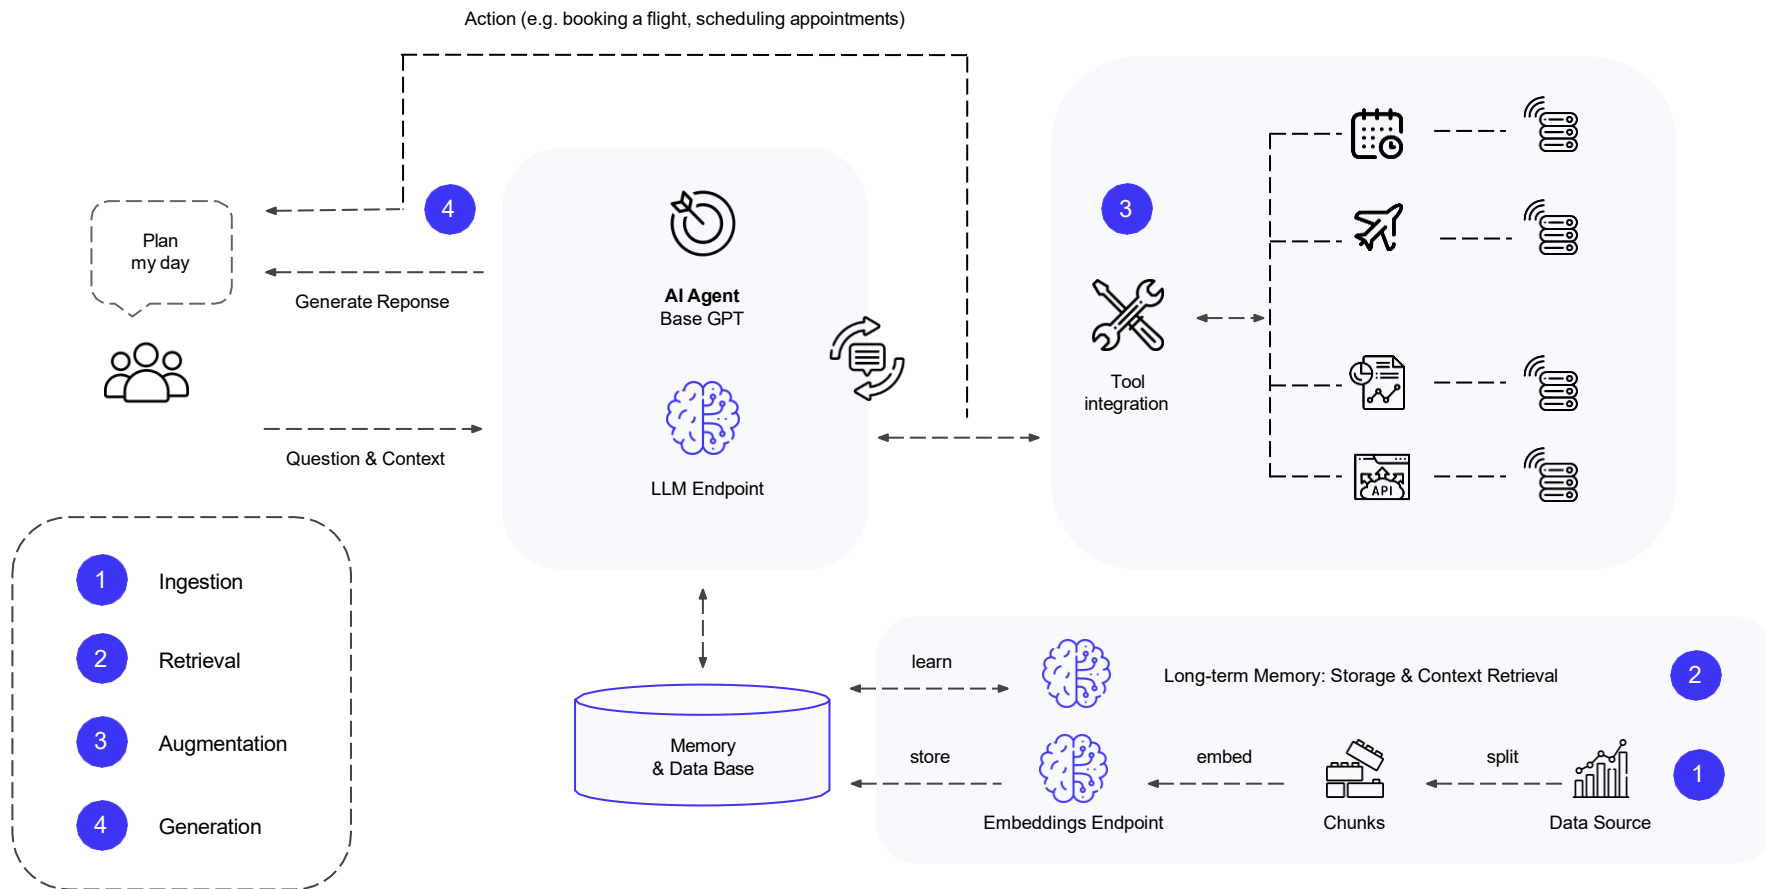 Action (e.g. booking a flight, scheduling appointments)
4
3
Plan
my day
Generate Reponse
AI Agent
Base GPT
Tool
integration
Question & Context
LLM Endpoint
API
1 Ingestion
2 Retrieval
3 Augmentation
4 Generation
learn
Long-term Memory: Storage & Context Retrieval
2
Memory
& Data Base
store
embed
split
1
Embeddings Endpoint
Chunks
Data Source